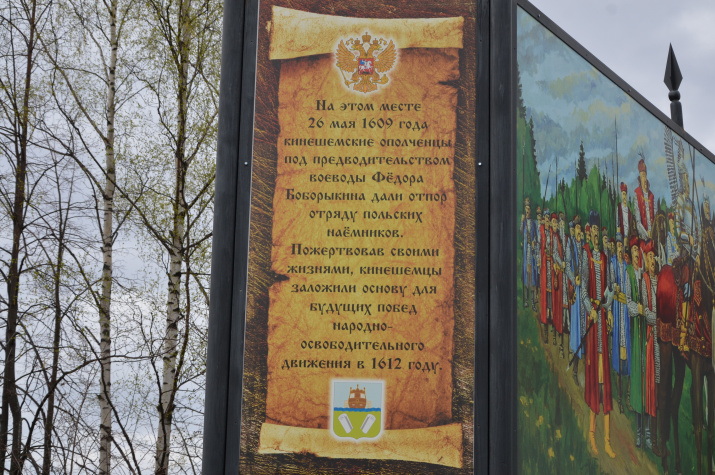 На этом месте
26 мая 1609 года
кинешемские ополченцы
под предводительством
воеводы Фёдора
Боборыкина дали отпор
отряду польских
наёмников.
Пожертвовав своими
жизнями, кинешемцы
заложили основу для
будущих побед
народно-
освободительного
движения в 1612 году.